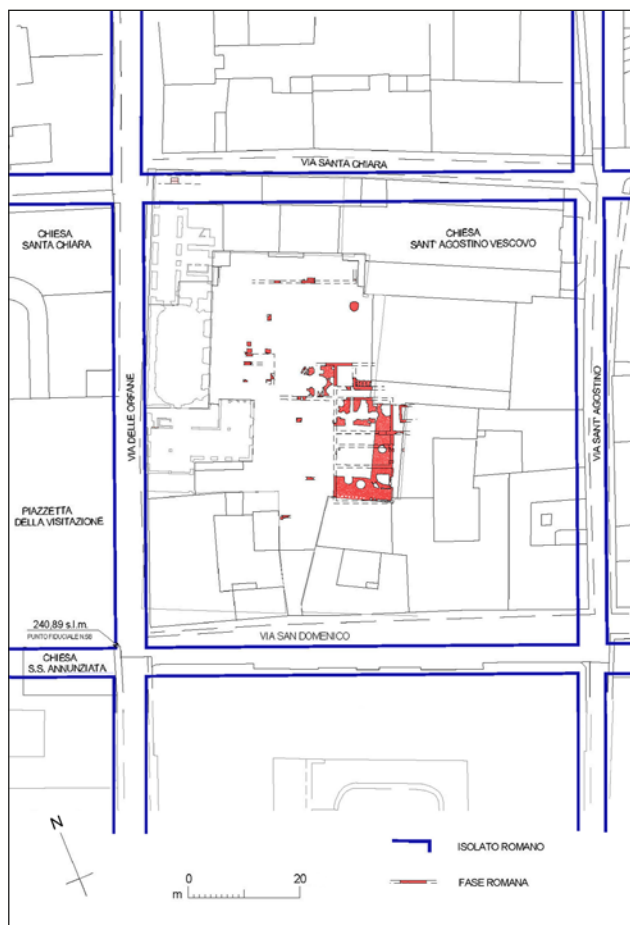 VIA SANTA CHIARA
CHIESA
SANTA CHIARA
CHIESA
SANT' AGOSTINO VESCOVO
VIA DELLE ORFANE
VIA SANT' AGOSTINO
PIAZZETTA
DELLA VISITAZIONE
240,89 s.l.m.
PUNTO FIDUCIALE N.50
VIA SAN DOMENICO
CHIESA
S.S. ANNUNZIATA
N
m
0
20
ISOLATO ROMANO
FASE ROMANA